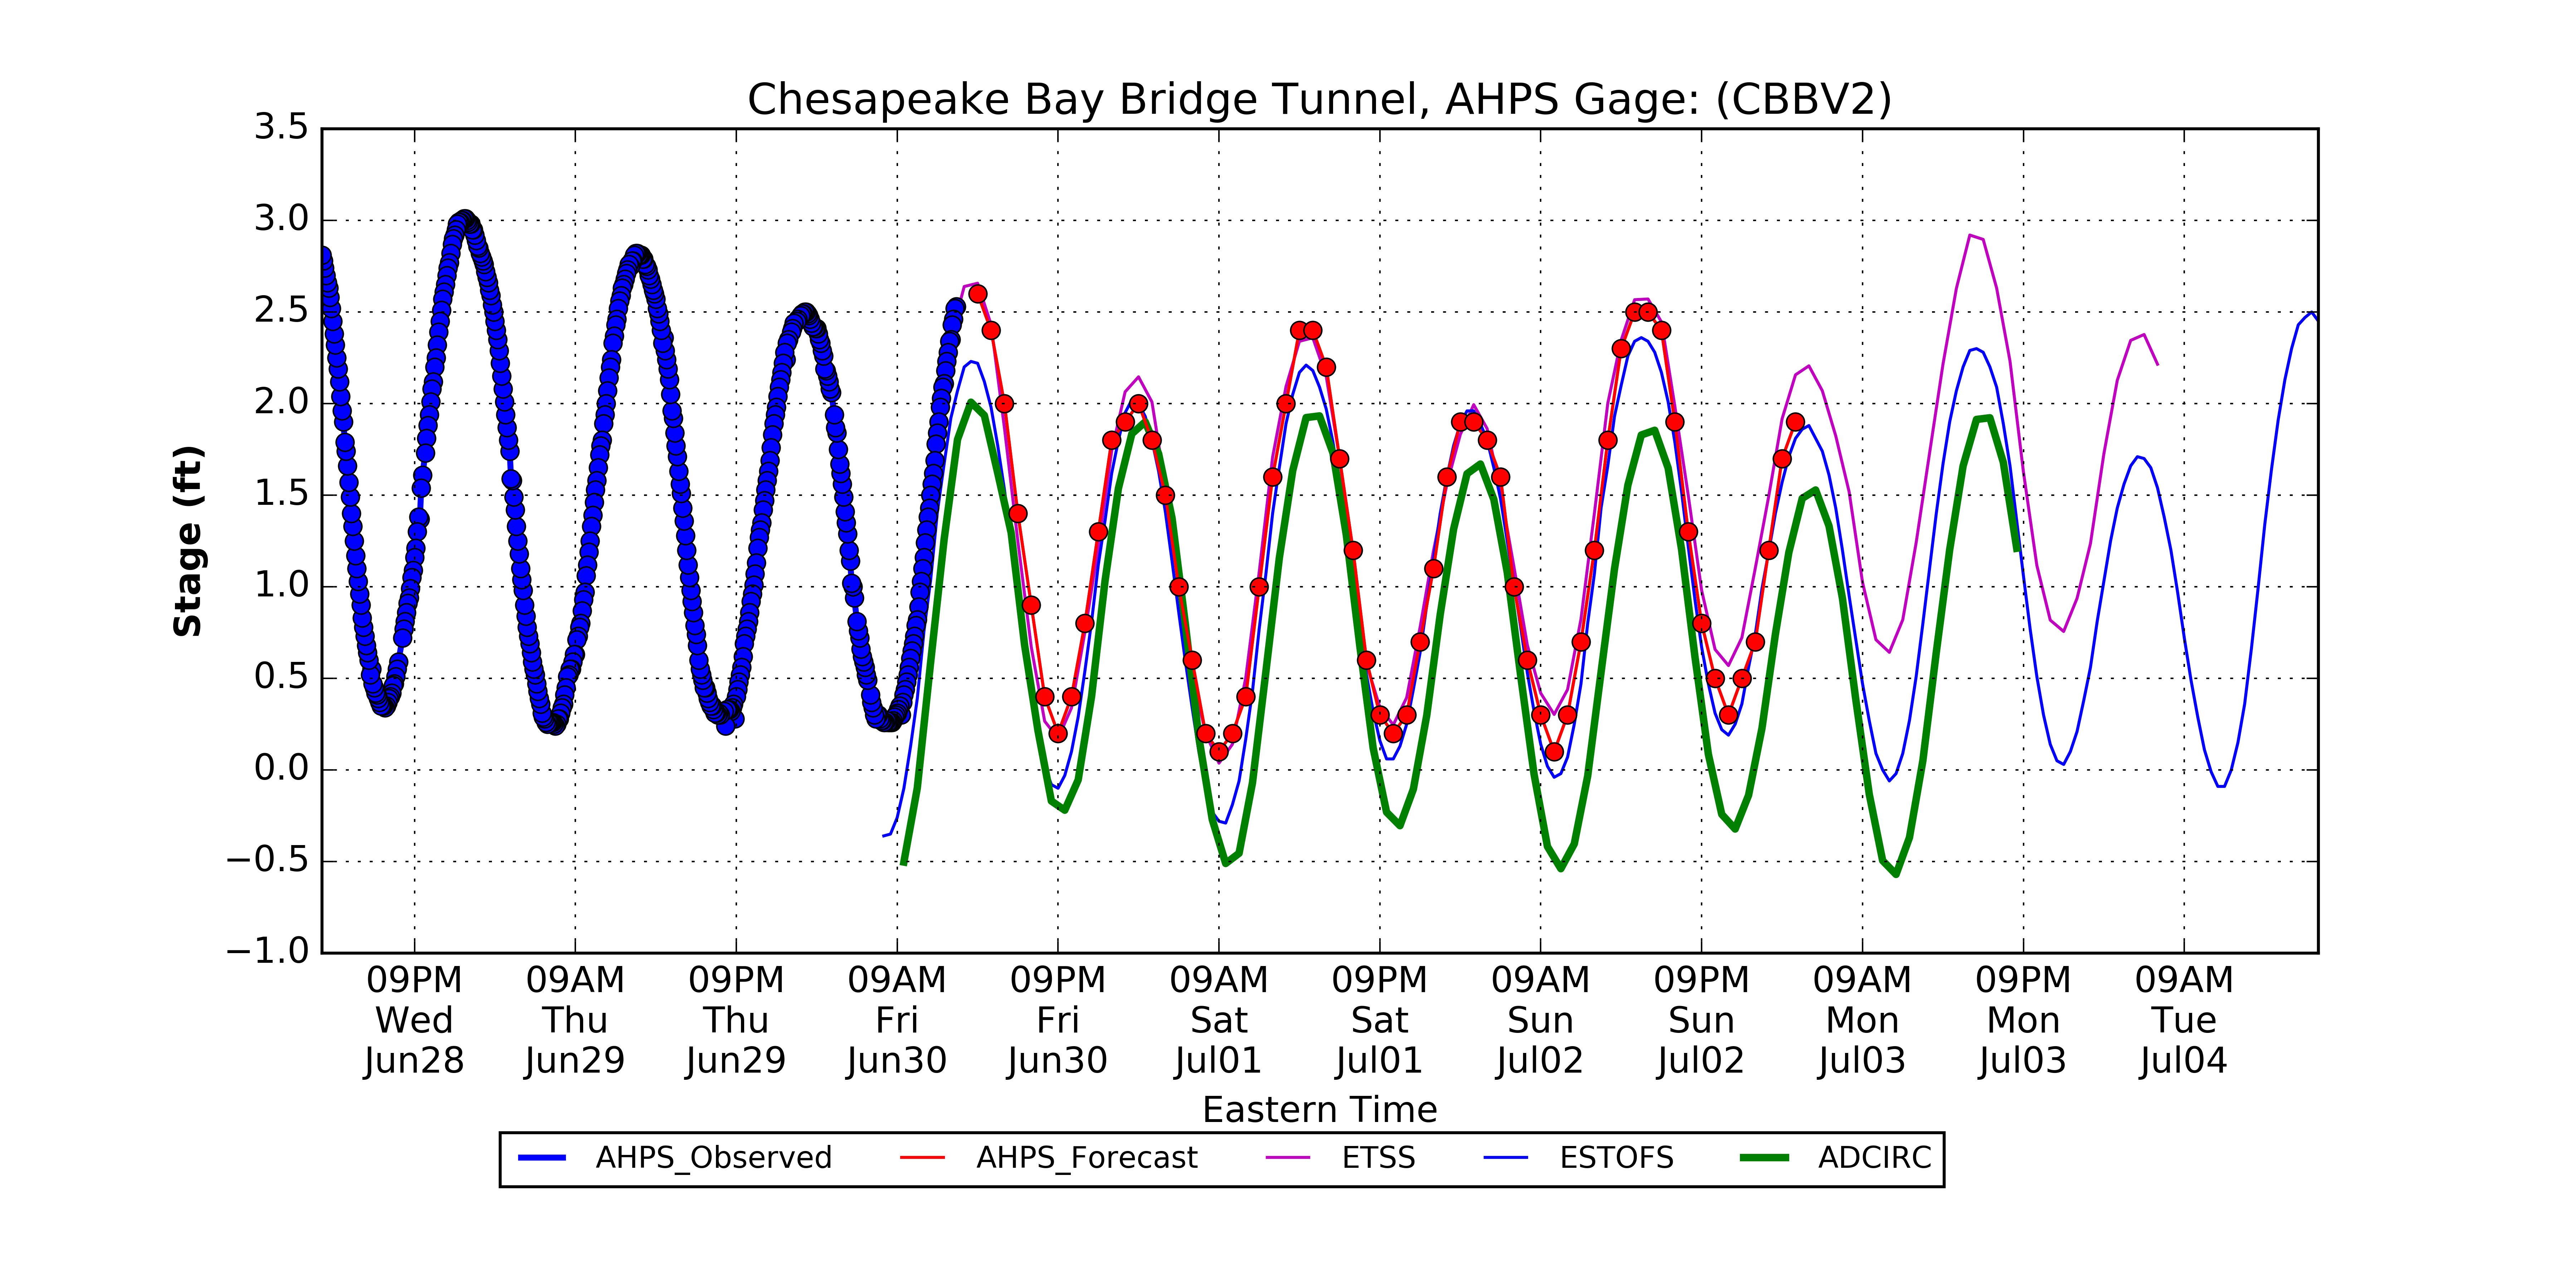 Chesapeake Bay Bridge Tunnel, AHPS Gage: (CBBV2)
3.5
3.0
2.5
2.0
1.5
1.0
0.5
0.0
−0.5
−1.0
Stage (ft)
09PM 09AM 09PM 09AM 09PM 09AM 09PM 09AM 09PM 09AM 09PM 09AM
Wed Thu Thu Fri Fri Sat Sat Sun Sun Mon Mon Tue
Jun28 Jun29 Jun29 Jun30 Jun30 Jul01 Jul01 Jul02 Jul02 Jul03 Jul03 Jul04
Eastern Time
AHPS_Observed AHPS_Forecast ETSS ESTOFS ADCIRC